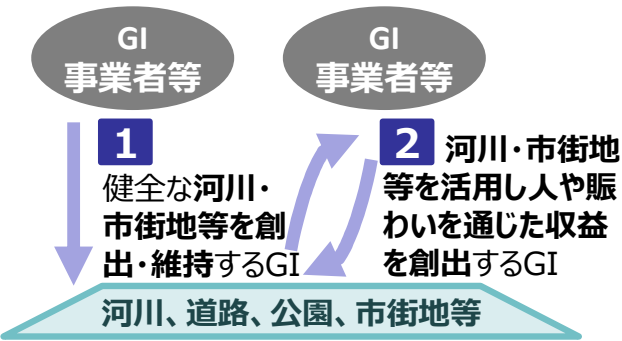 GI
事業者等
GI
事業者等
1
健全な河川・
市街地等を創
出・維持するGI
2 河川・市街地
等を活用し人や賑
わいを通じた収益
を創出するGI
河川、道路、公園、市街地等